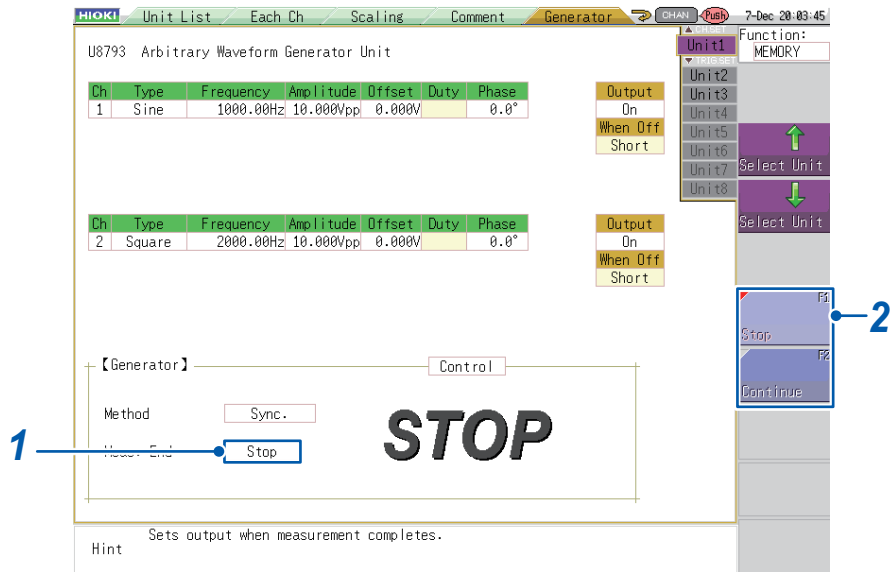 HIOKI Unit List Each Ch Scaling Comment Generator CHAN Push 7-Dec 20:03:45
CH.SET
Unit1
TRIG SET
Unit2
Unit3
Unit4
Unit5
Unit6
Unit7
Unit8
Function:
MEMORY
Select Unit
Select Unit
U8793 Arbitrary Waveform Generator Unit
Ch Type Frequency Amplitude Offset Duty Phase Output
1 Sine 1000.00Hz 10.000Vpp 0.000V 0.0° On
When Off
Short
Ch Type Frequency Amplitude Offset Duty Phase Output
2 Square 2000.00Hz 10.000Vpp 0.000V 0.0° On
When Off
Short
F1
Stop
2
F2
Continue
【Generator】 Control
Method Sync.
STOP
1 Meas. End Stop
Hint Sets output when measurement completes.